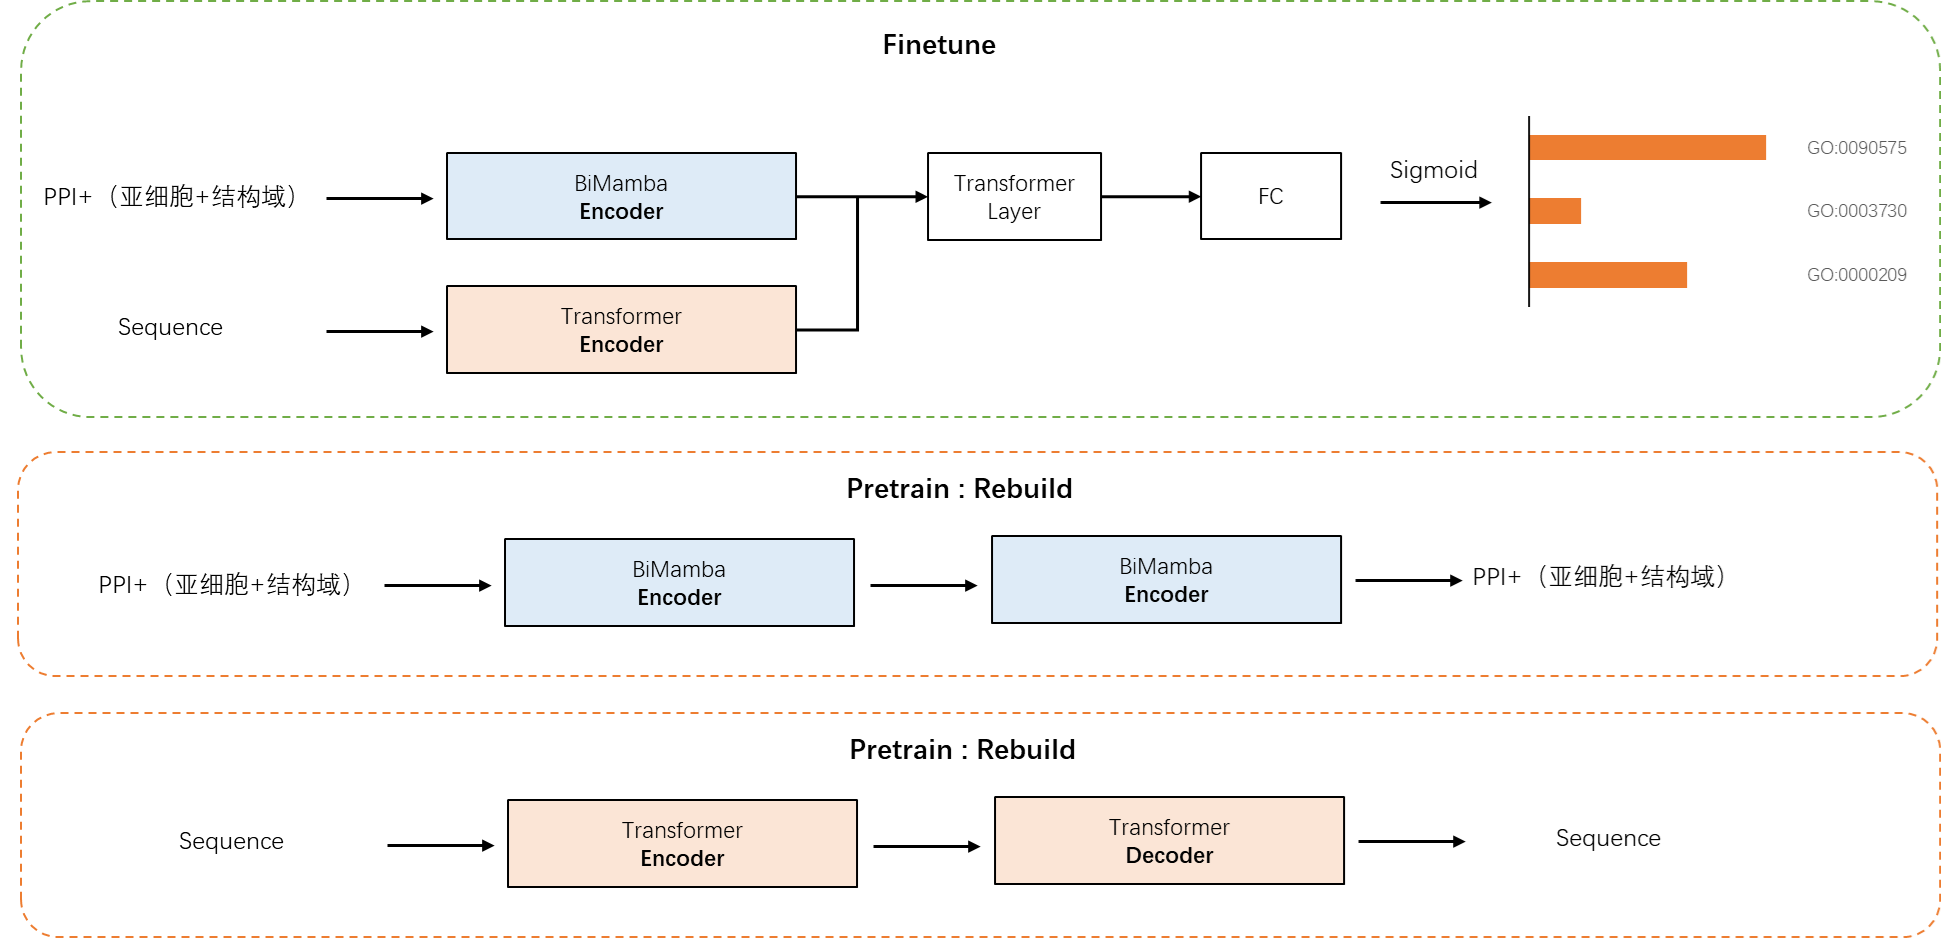 Finetune
PPI+（亚细胞+结构域）
BiMamba
Encoder
Transformer
Layer
FC
Sigmoid
GO:0090575
GO:0003730
GO:0000209
Sequence
Transformer
Encoder
Pretrain : Rebuild
PPI+（亚细胞+结构域）
BiMamba
Encoder
BiMamba
Encoder
PPI+（亚细胞+结构域）
Pretrain : Rebuild
Sequence
Transformer
Encoder
Transformer
Decoder
Sequence